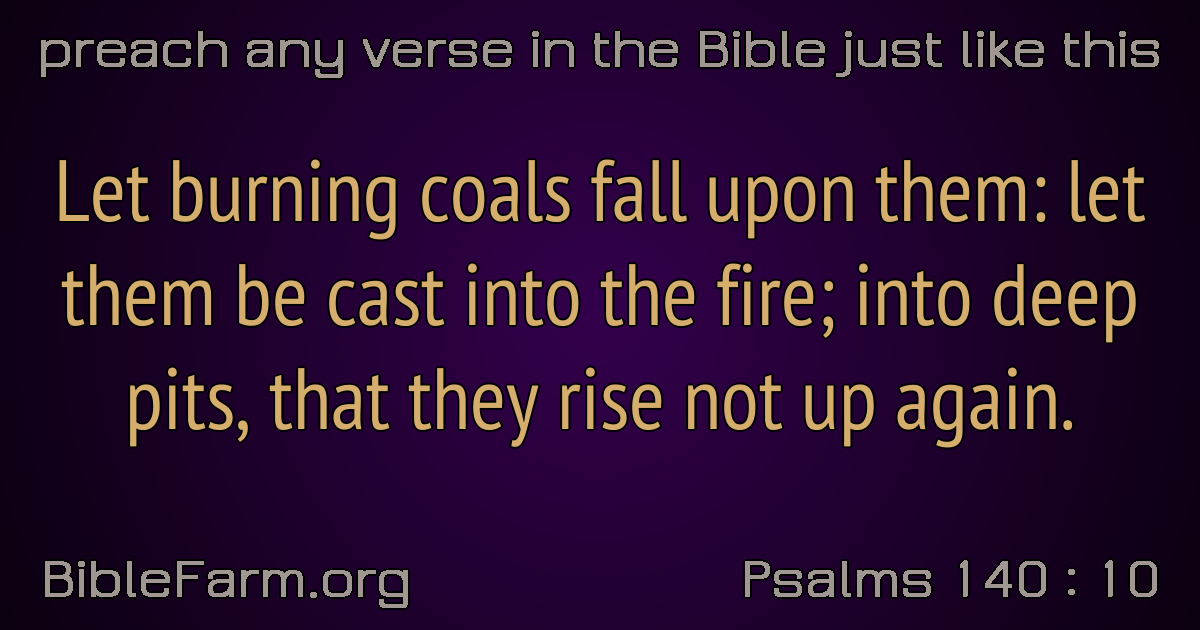 preach any verse in the Bible just like this
Let burning coals fall upon them: let
them be cast into the fire; into deep
pits, that they rise not up again.
BibleFarm.org
Psalms 140 : 10